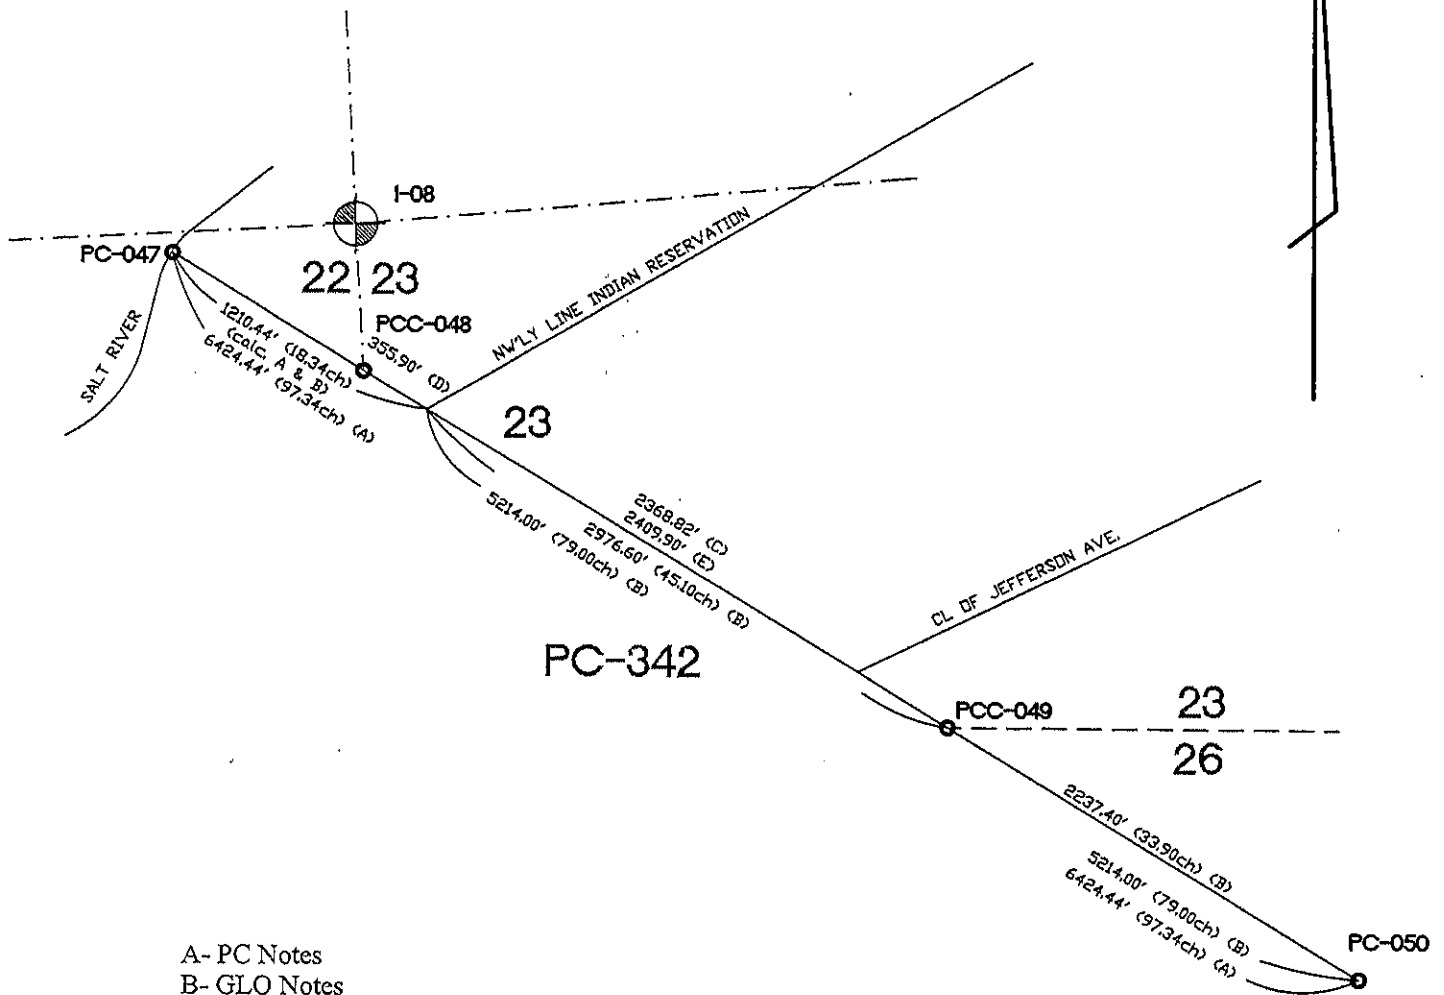 I-08
PC-047
22 23
PCC-048
SALT RIVER
1210.44' (18.34ch)
(calc. A & B)
6424.44' (97.34ch) (A)
355.90' (D)
NW'LY LINE INDIAN RESERVATION
23
5214.00' (79.00ch) (B)
2976.60' (45.10ch) (B)
2368.82' (C)
2409.90' (E)
CL OF JEFFERSON AVE.
PC-342
PCC-049
23
26
2237.40' (33.90ch) (B)
5214.00' (79.00ch) (B)
6424.44' (97.34ch) (A)
PC-050
A- PC Notes
B- GLO Notes